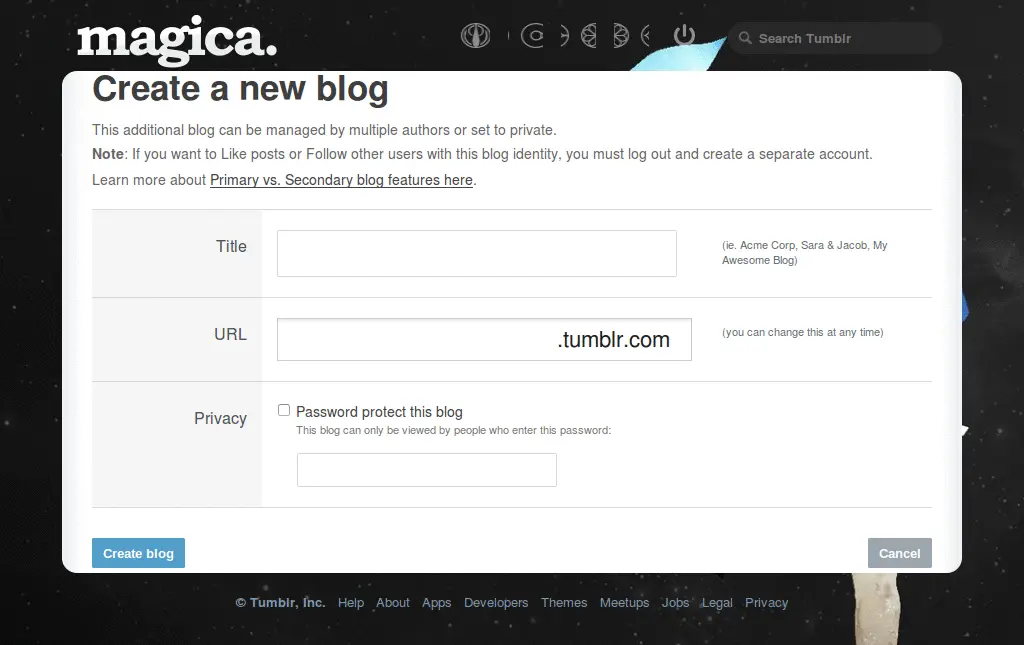 magica.
Search Tumblr
Create a new blog
This additional blog can be managed by multiple authors or set to private.
Note: If you want to Like posts or Follow other users with this blog identity, you must log out and create a separate account.
Learn more about Primary vs. Secondary blog features here.
Title
(ie. Acme Corp, Sara & Jacob, My
Awesome Blog)
URL
.tumblr.com
(you can change this at any time)
Privacy
Password protect this blog
This blog can only be viewed by people who enter this password:
Create blog
Cancel
© Tumblr, Inc. Help About Apps Developers Themes Meetups Jobs Legal Privacy